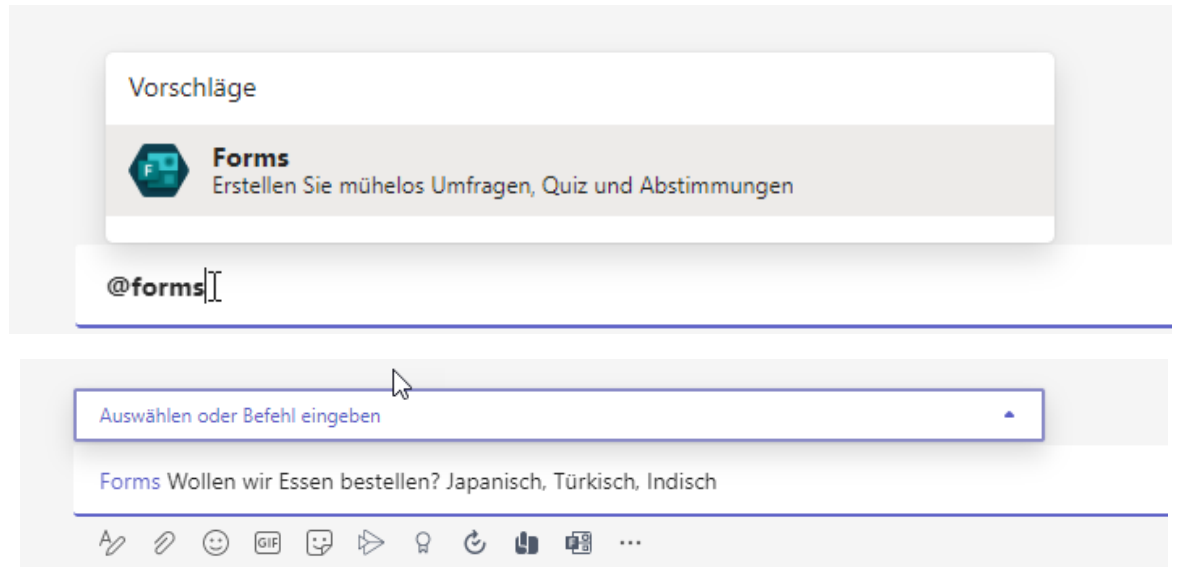 Vorschläge
F
Forms
Erstellen Sie mühelos Umfragen, Quiz und Abstimmungen
@forms
Auswählen oder Befehl eingeben
Forms Wollen wir Essen bestellen? Japanisch, Türkisch, Indisch
GIF